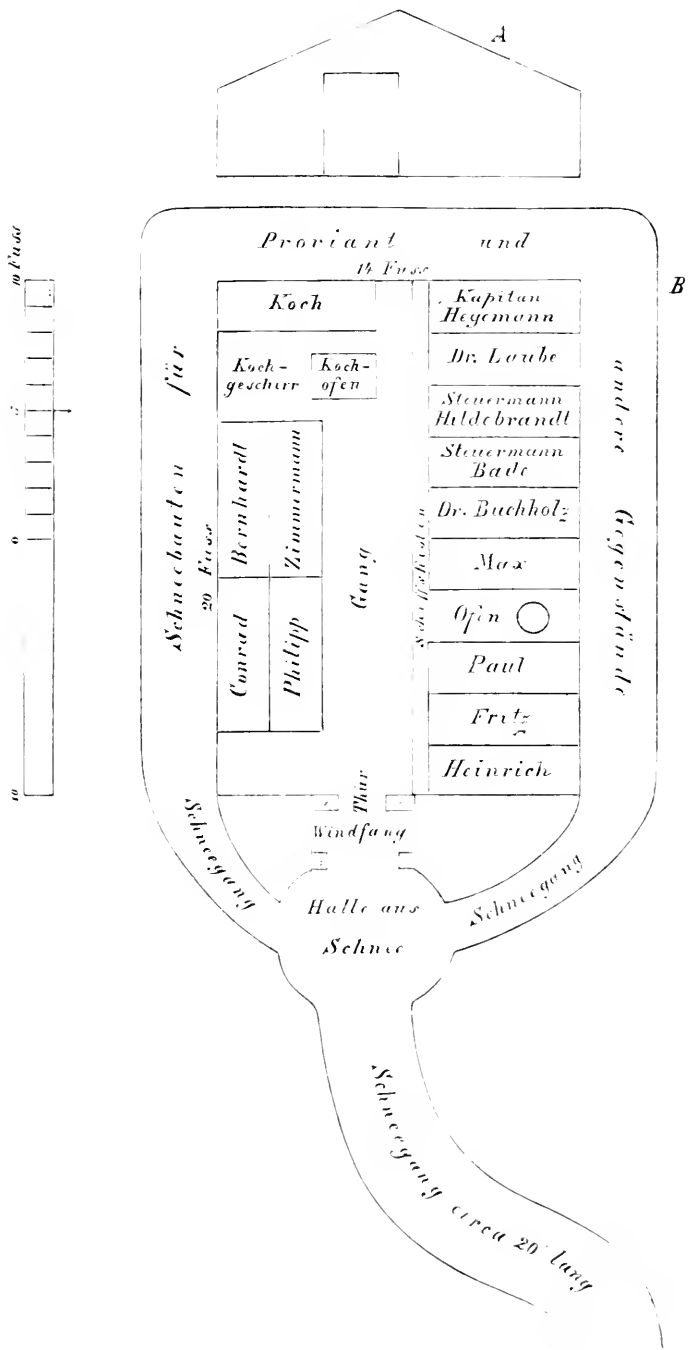 A
10 Fuss
5
0
10
B
Schneebauten für
Proviant und
andere Gegenstände
14 Fuss
20 Fuss
Koch
Koch-
geschirr
Koch-
ofen
Bernhardt
Zimmermann
Conrad
Philipp
Gang
Schiffskisten
Kapitan
Hegemann
Dr. Laube
Steuermann
Hildebrandt
Steuermann
Bade
Dr. Buchholz
Max
Ofen
Paul
Fritz
Heinrich
Thür
Windfang
Schneegang
Schneegang
Halle aus
Schnee
Schneegang circa 20' lang